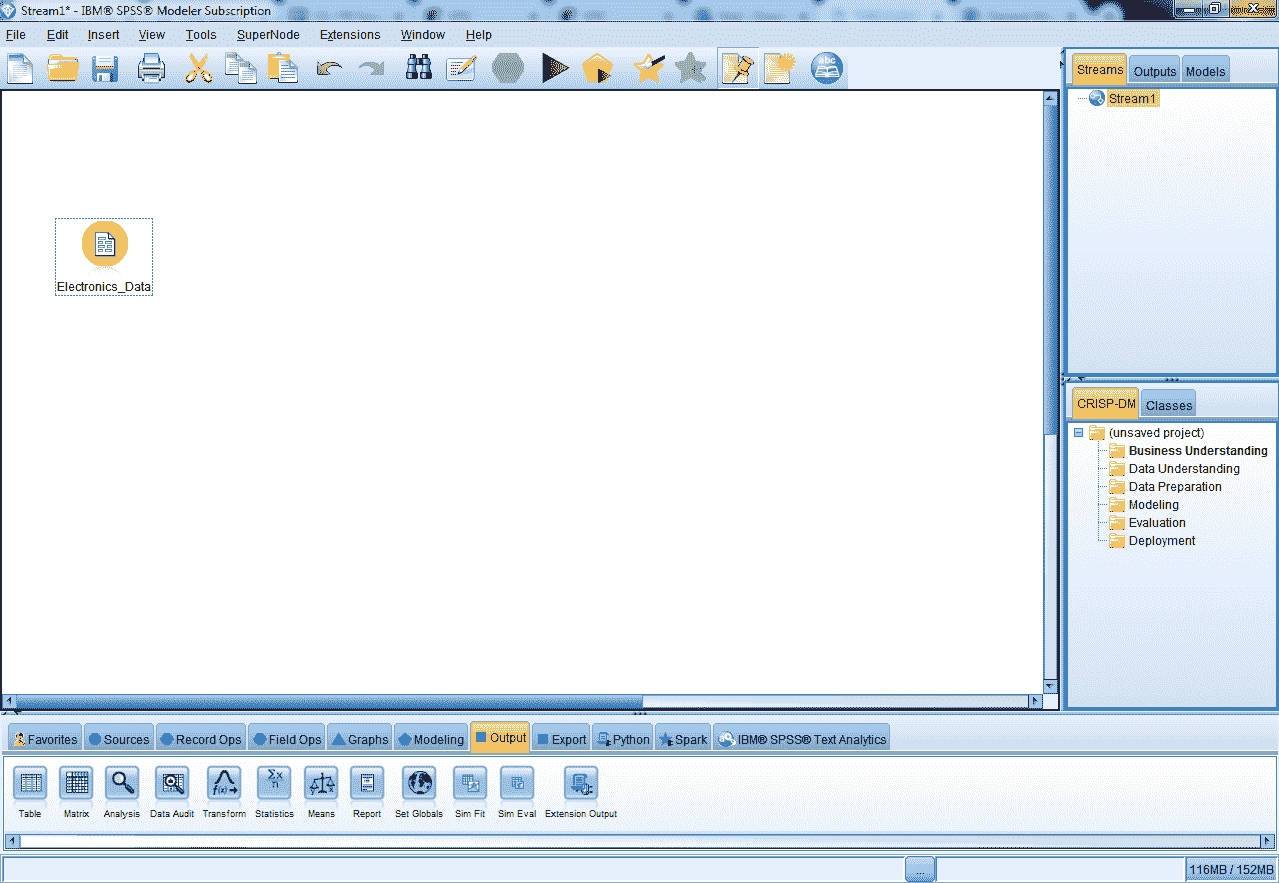 Stream1* - IBM® SPSS® Modeler Subscription
File Edit Insert View Tools SuperNode Extensions Window Help
abc
Streams Outputs Models
Stream1
Electronics_Data
CRISP-DM Classes
(unsaved project)
Business Understanding
Data Understanding
Data Preparation
Modeling
Evaluation
Deployment
Favorites Sources Record Ops Field Ops Graphs Modeling Output Export Python Spark IBM® SPSS® Text Analytics
f(x)
Σx
n
Table Matrix Analysis Data Audit Transform Statistics Means Report Set Globals Sim Fit Sim Eval Extension Output
... 116MB / 152MB